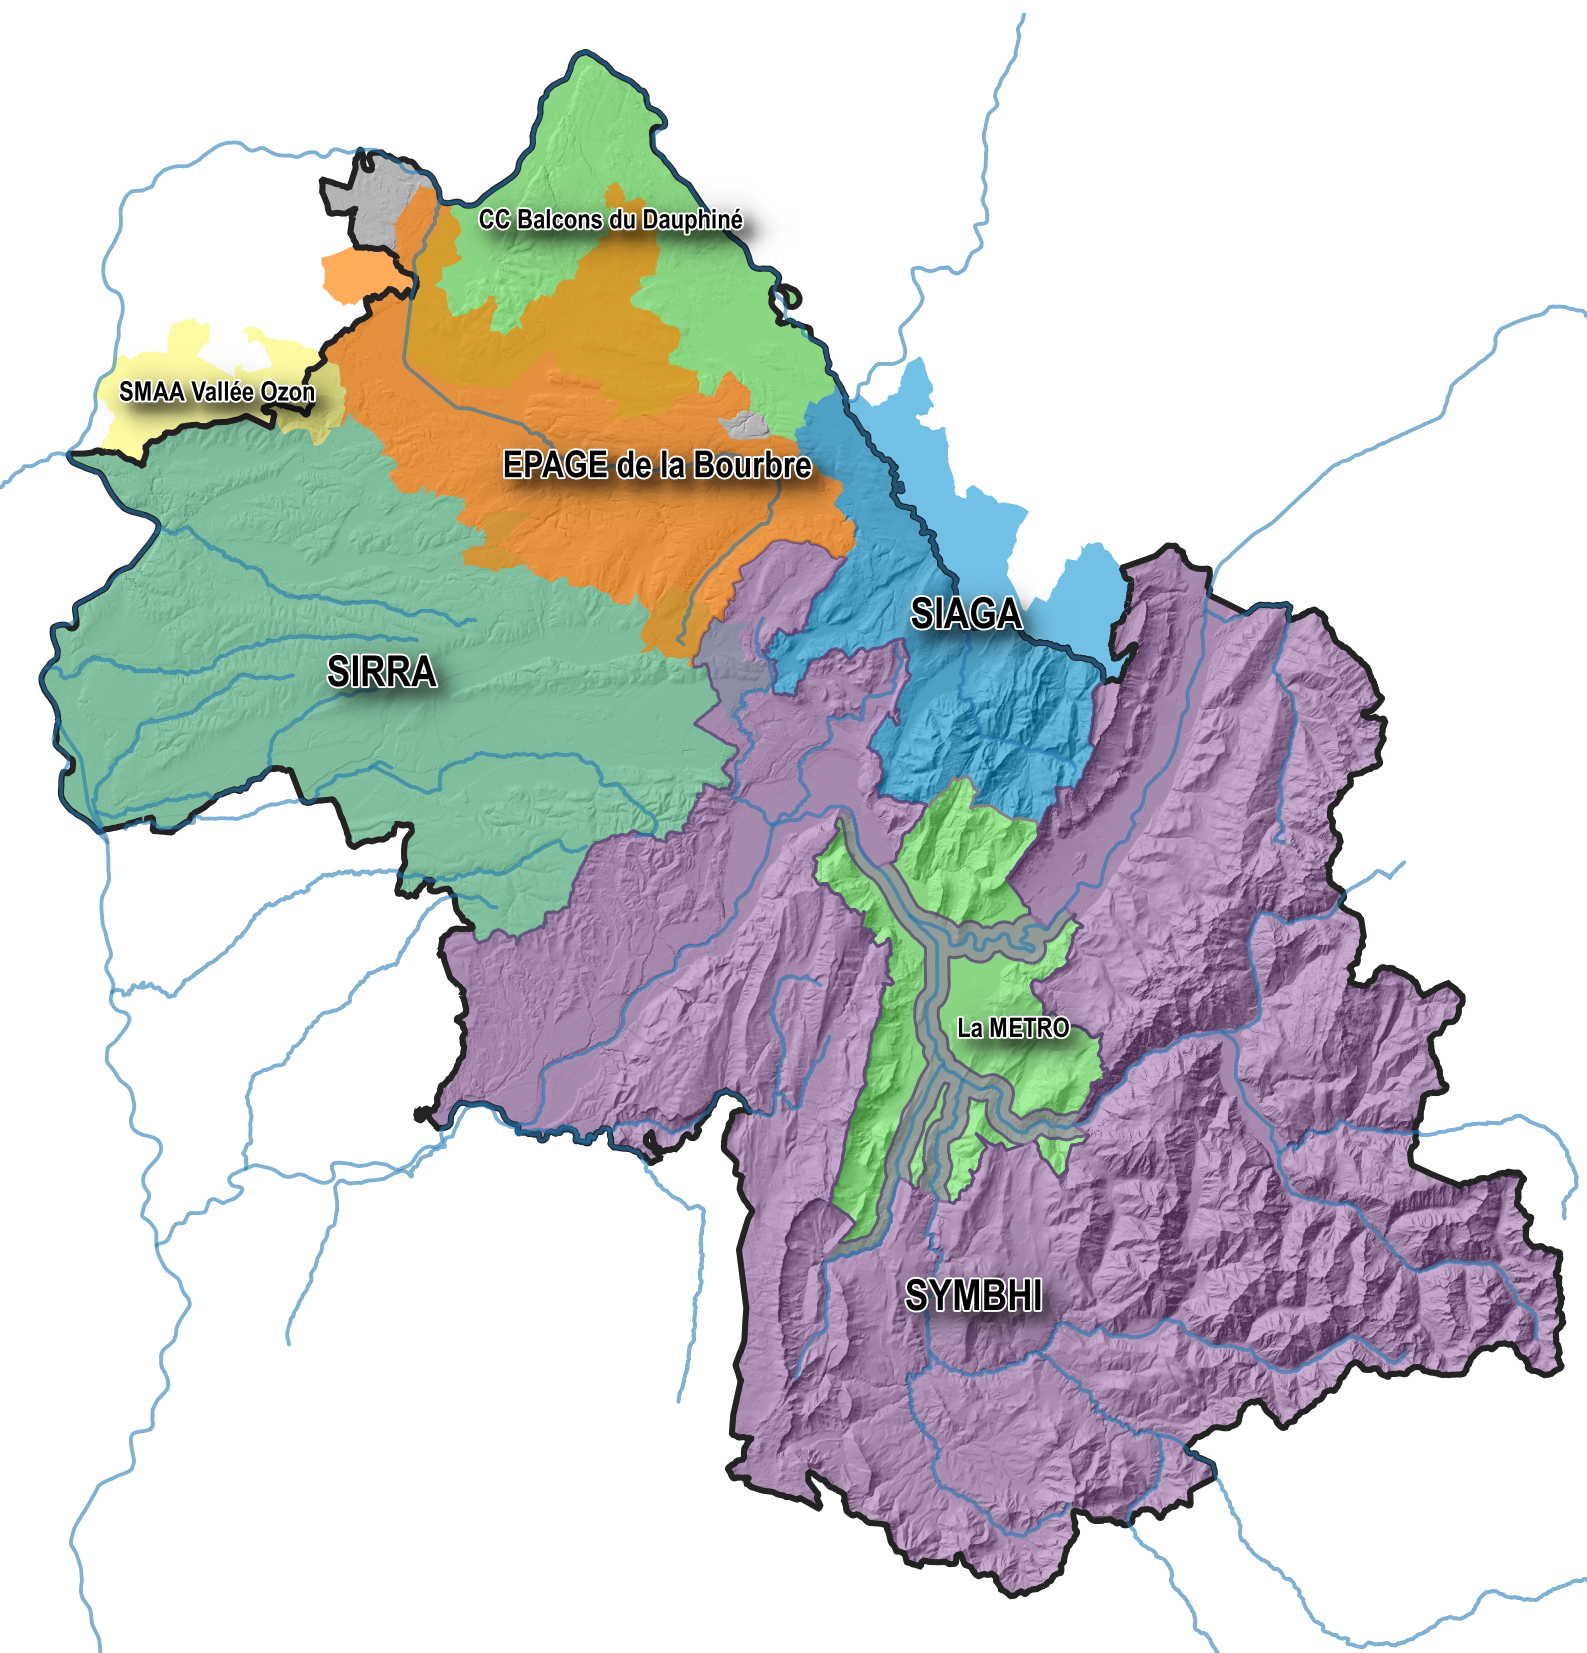 CC Balcons du Dauphiné
SMAA Vallée Ozon
EPAGE de la Bourbre
SIAGA
SIRRA
La METRO
SYMBHI